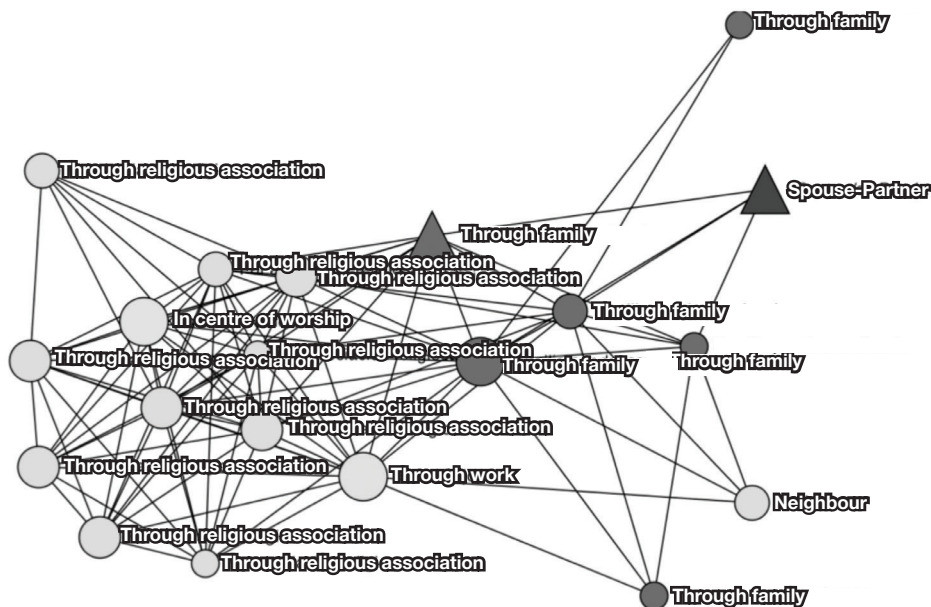 Through family
Through religious association
Spouse-Partner
Through family
Through religious association
Through religious association
Through family
In centre of worship
Through religious association
Through religious association
Through family
Through family
Through religious association
Through religious association
Through religious association
Through work
Neighbour
Through religious association
Through religious association
Through family